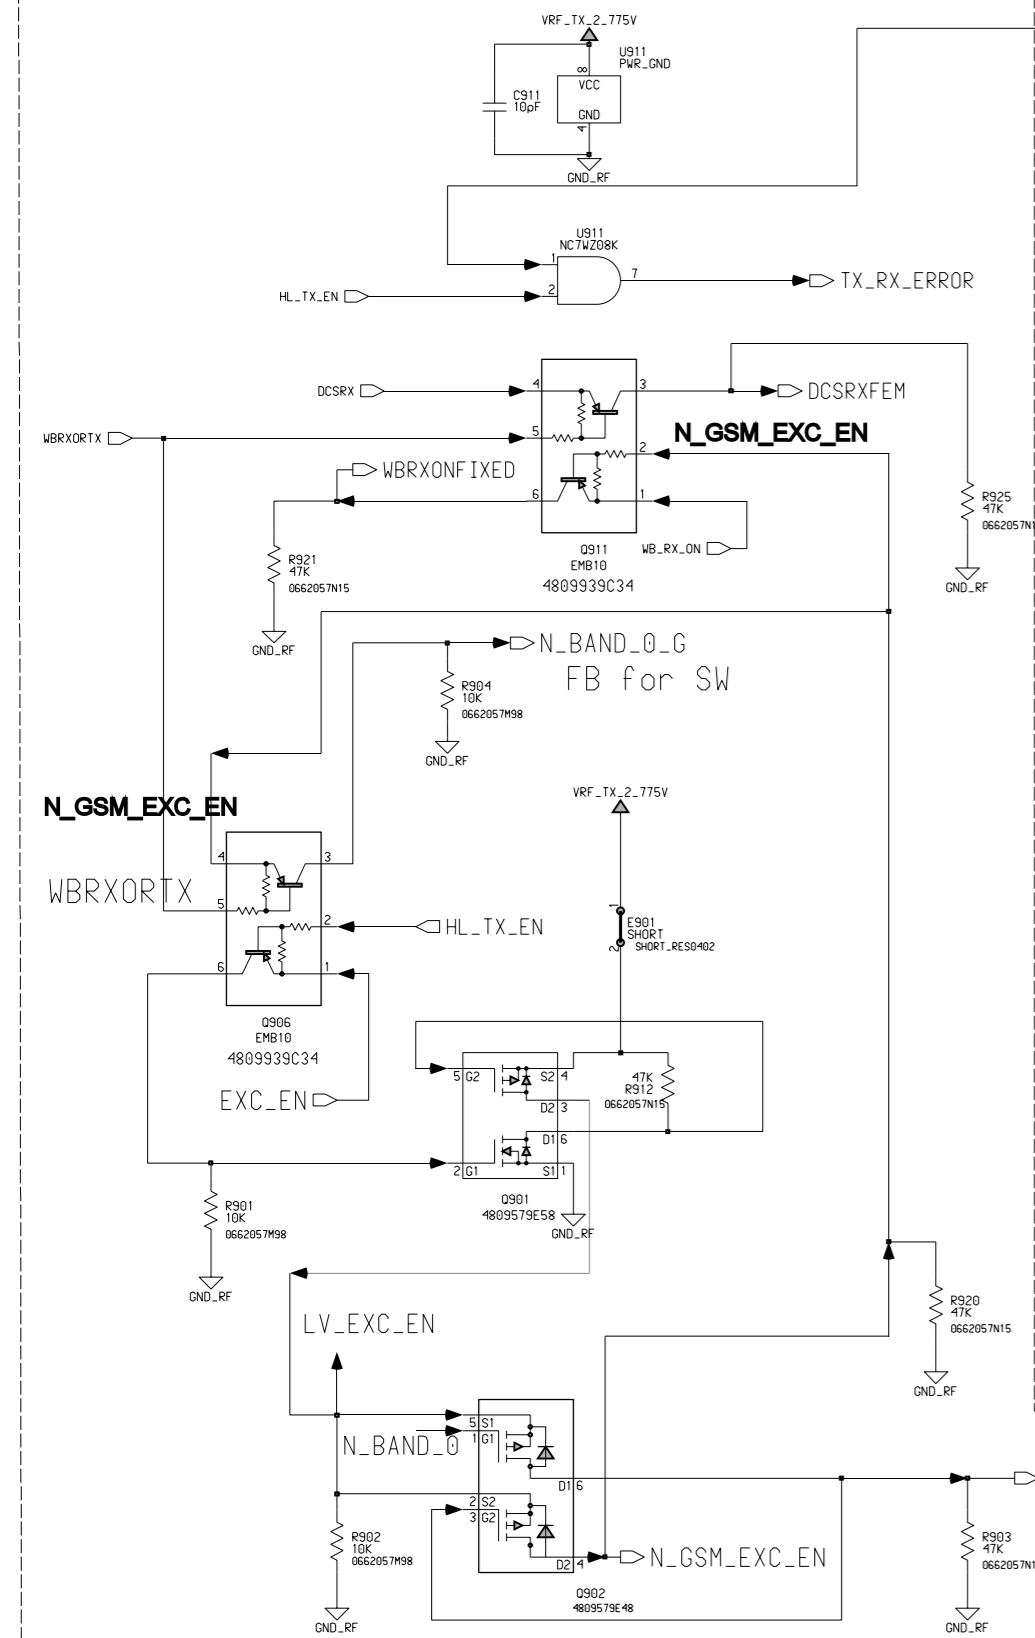 VRF_TX_2_775V
U911
PWR_GND
8
VCC
C911
10pF
GND
4
GND_RF
U911
NC7WZ08K
1
7
TX_RX_ERROR
HL_TX_EN
2
DCSRX
4
3
DCSRXFEM
WBRXORTX
5
N_GSM_EXC_EN
2
WBRXONFIXED
6
1
R925
47K
0662057N1
WB_RX_ON
Q911
EMB10
4809939C34
R921
47K
0662057N15
GND_RF
GND_RF
N_BAND_0_G
FB for SW
R904
10K
0662057M98
GND_RF
N_GSM_EXC_EN
VRF_TX_2_775V
4
3
WBRXORTX
5
1
E901
SHORT
SHORT_RES0402
2
2
HL_TX_EN
6
1
Q906
EMB10
4809939C34
EXC_EN
5
G2
S2
4
47K
R912
0662057N15
D2
3
D1
6
2
G1
S1
1
Q901
4809579E58
GND_RF
R901
10K
0662057M98
GND_RF
R920
47K
0662057N15
GND_RF
LV_EXC_EN
5
S1
1
G1
N_BAND_0
D1
6
2
S2
3
G2
R902
10K
0662057M98
GND_RF
D2
4
N_GSM_EXC_EN
Q902
4809579E48
R903
47K
0662057N1
GND_RF